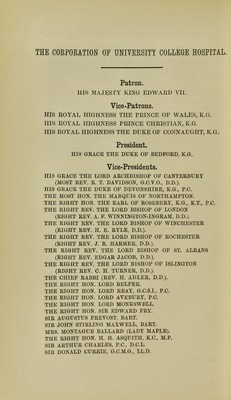 THE CORPORATION OF UNIVERSITY COLLEGE HOSPITAL.
Patron.
HIS MAJESTY KING EDWARD VII.
Vice-Patrons.
HIS ROYAL HIGHNESS THE PRINCE OF WALES, K.G.
HIS ROYAL HIGHNESS PRINCE CHRISTIAN, K.G.
HIS ROYAL HIGHNESS THE DUKE OF CONNAUGHT, K.G.
President.
HIS GRACE THE DUKE OF BEDFORD, K.G.
Vice-Presidents.
HIS GRACE THE LORD ARCHBISHOP OF CANTERBURY
(MOST REV. R. T. DAVIDSON, G.C.V.O., D.D.).
HIS GRACE THE DUKE OF DEVONSHIRE, K.G., P.C.
THE MOST HON. THE MARQUIS OF NORTHAMPTON.
THE RIGHT HON. THE EARL OF ROSEBERY, K.G., K.T., P.C.
THE RIGHT REV. THE LORD BISHOP OF LONDON
(RIGHT REV. A. F. WINNINGTON-INGRAM, D.D.).
THE RIGHT REV. THE LORD BISHOP OF WINCHESTER
(RIGHT REV. H. E. RYLE, D.D.).
THE RIGHT REV. THE LORD BISHOP OF ROCHESTER
(RIGHT REV. J. R. HARMER, D.D.).
THE RIGHT REV. THE LORD BISHOP OF ST. ALBANS
(RIGHT REV. EDGAR JACOB, D.D.).
THE RIGHT REV. THE LORD BISHOP OF ISLINGTON
(RIGHT REV. C. H. TURNER, D.D.).
THE CHIEF RABBI (REV. H. ADLER, D.D.).
THE RIGHT HON. LORD BELPER.
THE RIGHT HON. LORD REAY, G.C.S.I., P.C.
THE RIGHT HON. LORD AVEBURY, P.C.
THE RIGHT HON. LORD MONKSWELL.
THE RIGHT HON. SIR EDWARD FRY.
SIR AUGUSTUS PREVOST, BART.
SIR JOHN STIRLING MAXWELL, BART.
MRS. MONTAGUE BALLARD (LADY MAPLE).
THE RIGHT HON. H. H. ASQUITH, K.C., M.P.
SIR ARTHUR CHARLES, P.C., D.C.L.
SIR DONALD CURRIE, G.C.M.G., LL.D.